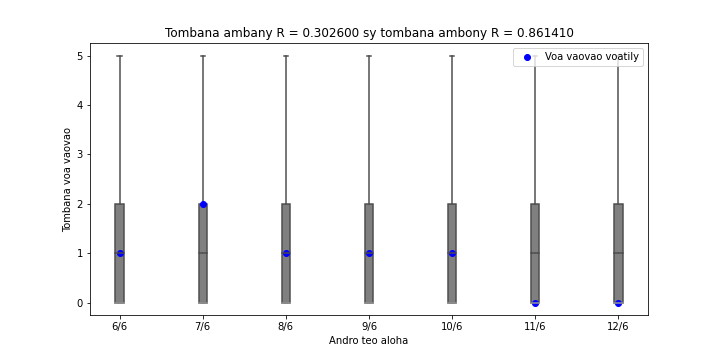 Tombana ambany R = 0.302600 sy tombana ambony R = 0.861410
Voa vaovao voatily
Tombana voa vaovao
5
4
3
2
1
0
6/6 7/6 8/6 9/6 10/6 11/6 12/6
Andro teo aloha